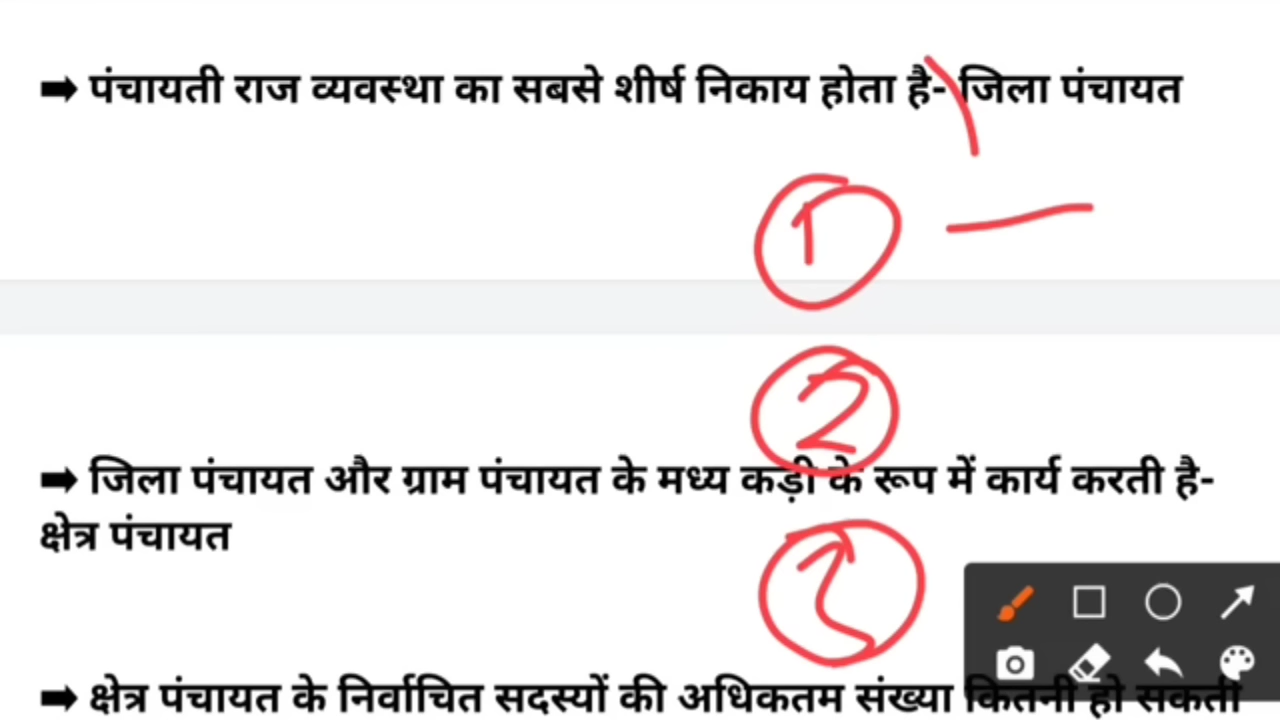 ➡ पंचायती राज व्यवस्था का सबसे शीर्ष निकाय होता है- जिला पंचायत
1
2
➡ जिला पंचायत और ग्राम पंचायत के मध्य कड़ी के रूप में कार्य करती है-
क्षेत्र पंचायत
➡ क्षेत्र पंचायत के निर्वाचित सदस्यों की अधिकतम संख्या कितनी हो सकती